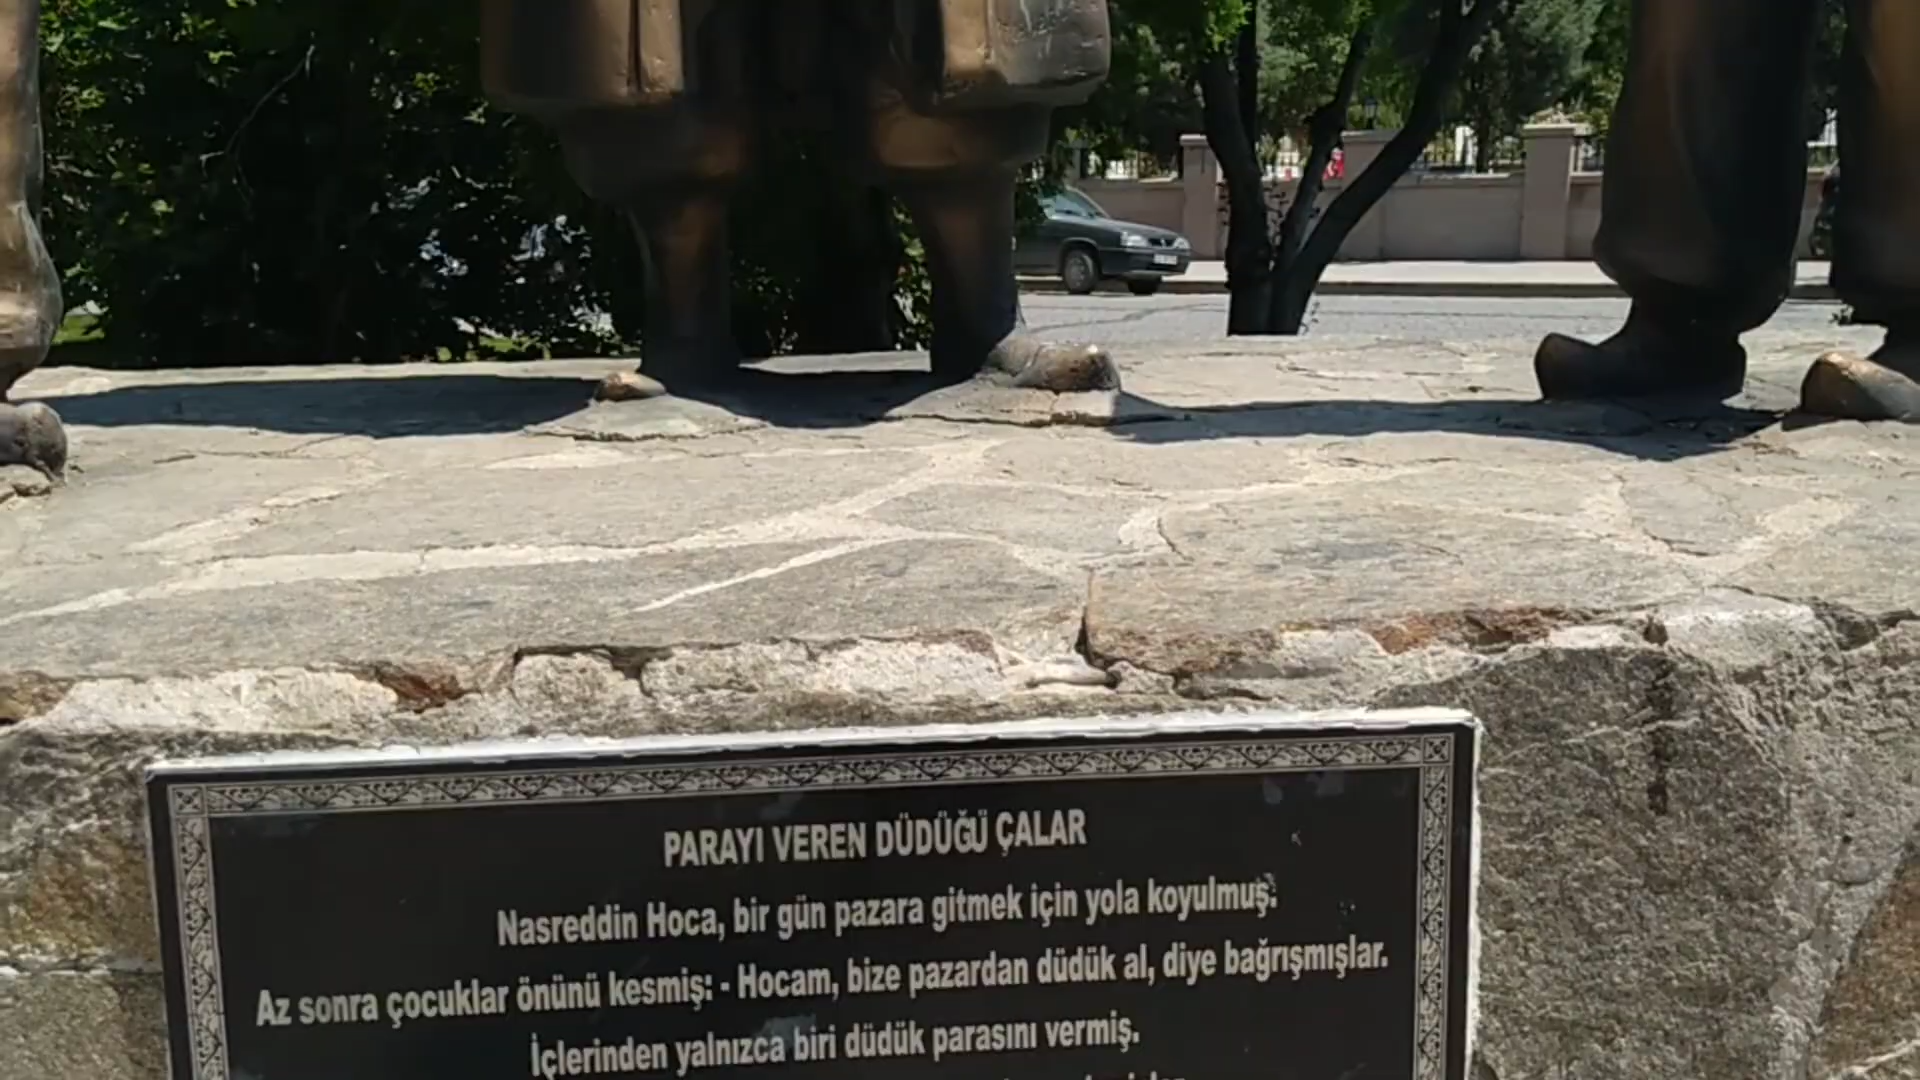 PARAYI VEREN DÜDÜĞÜ ÇALAR
Nasreddin Hoca, bir gün pazara gitmek için yola koyulmuş.
Az sonra çocuklar önünü kesmiş: - Hocam, bize pazardan düdük al, diye bağrışmışlar.
İçlerinden yalnızca biri düdük parasını vermiş.